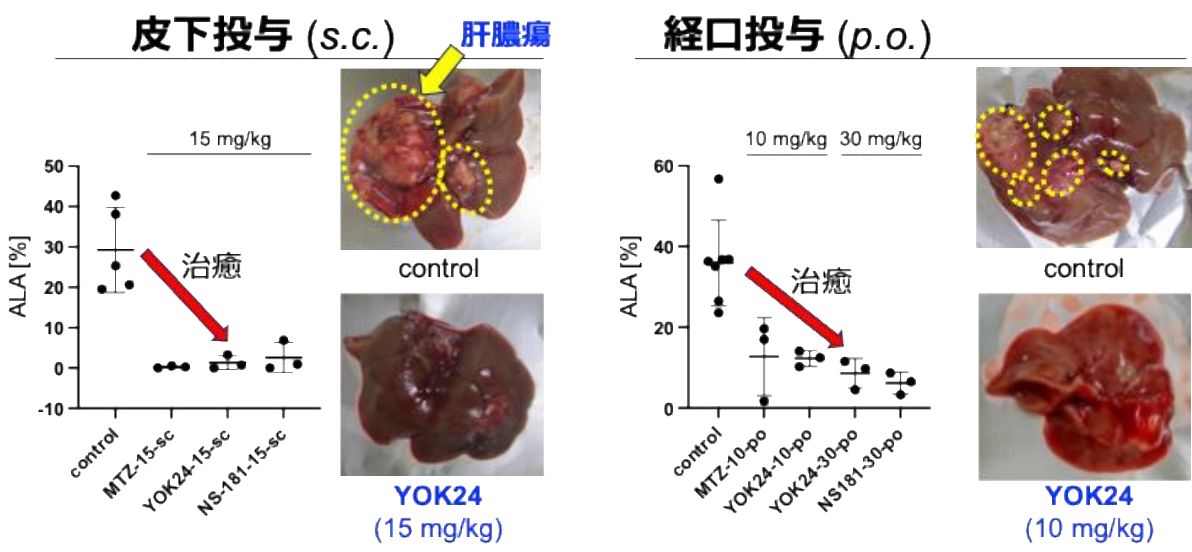 皮下投与 (s.c.)
肝膿瘍
15 mg/kg
ALA [%]
50
40
30
20
10
0
-10
治癒
control
MTZ-15-sc
YOK24-15-sc
NS-181-15-sc
control
YOK24
(15 mg/kg)
経口投与 (p.o.)
10 mg/kg 30 mg/kg
ALA [%]
60
40
20
0
治癒
control
MTZ-10-po
YOK24-10-po
YOK24-30-po
NS181-30-po
control
YOK24
(10 mg/kg)